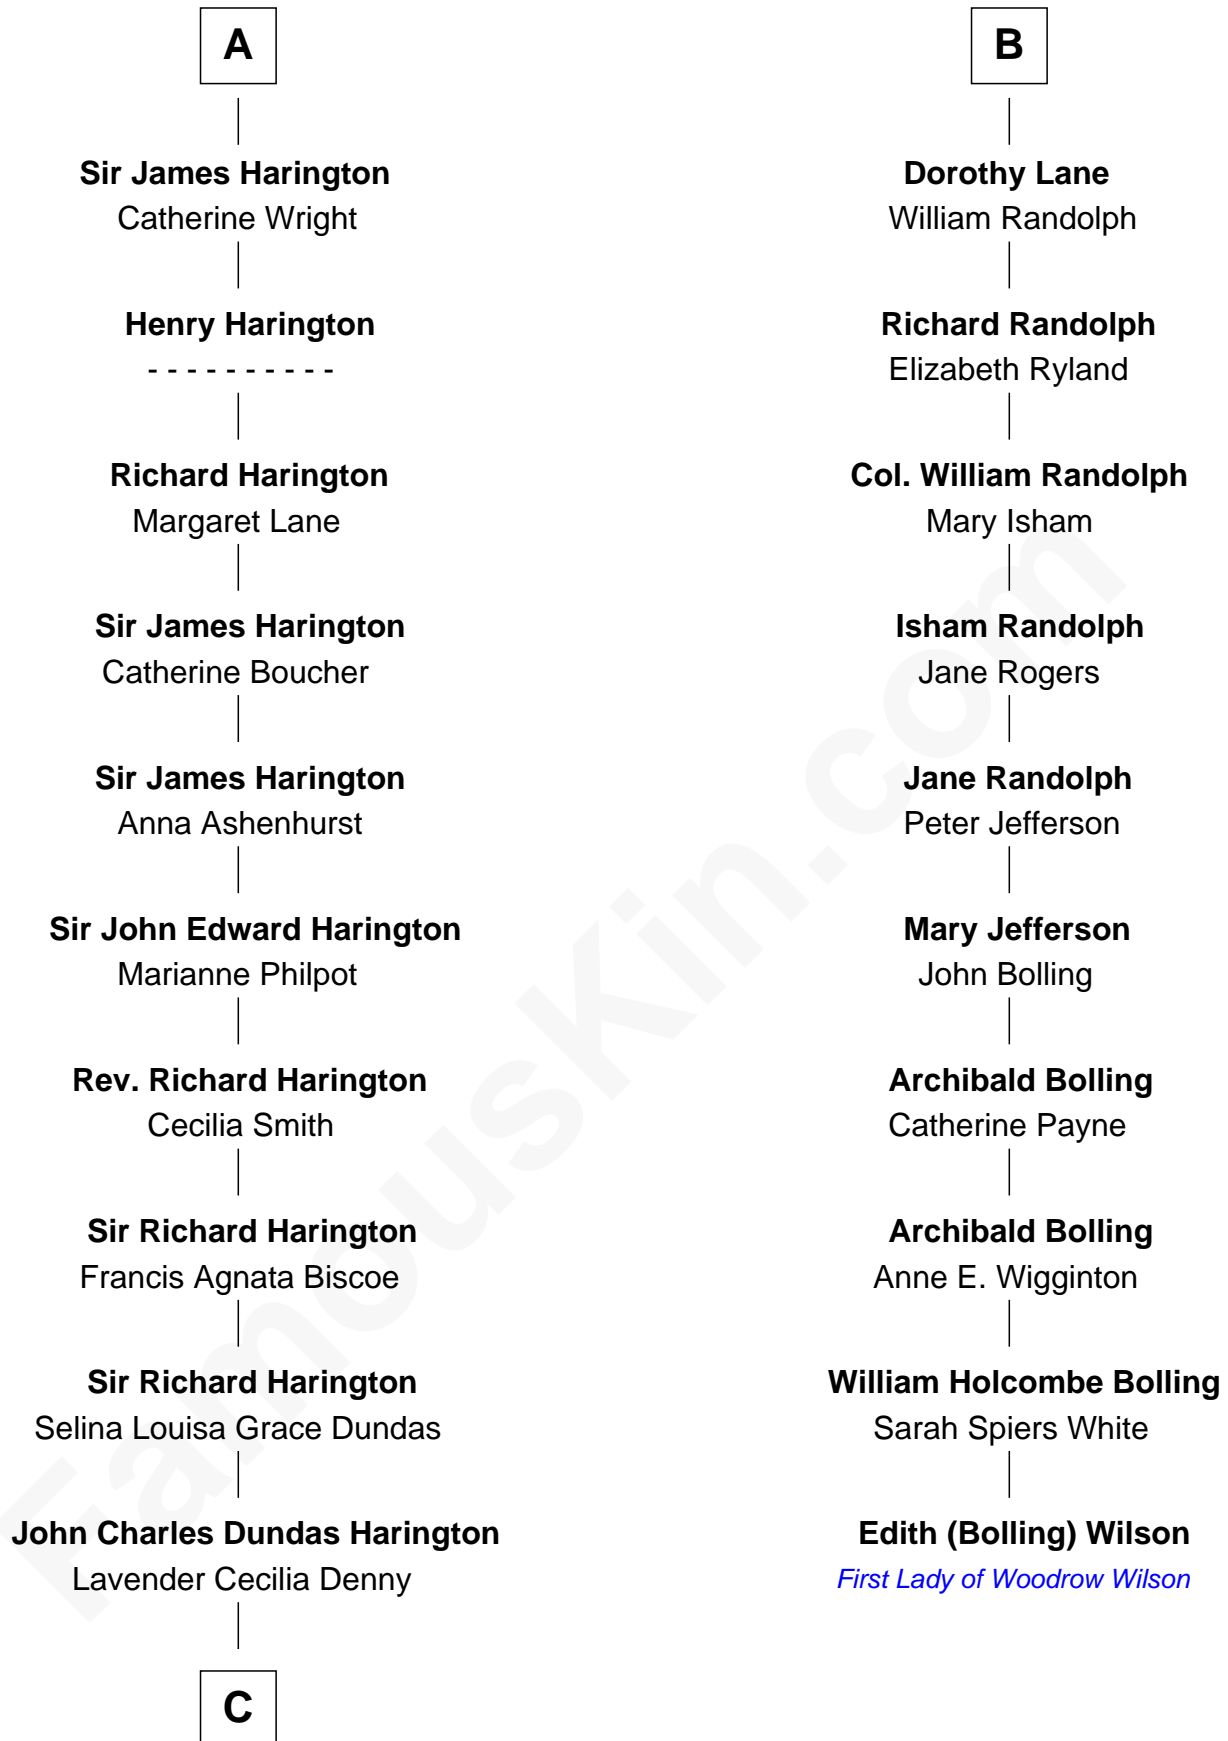 A
Sir James Harington
Catherine Wright
Henry Harington
- - - - - - - - - -
Richard Harington
Margaret Lane
Sir James Harington
Catherine Boucher
Sir James Harington
Anna Ashenhurst
Sir John Edward Harington
Marianne Philpot
Rev. Richard Harington
Cecilia Smith
Sir Richard Harington
Francis Agnata Biscoe
Sir Richard Harington
Selina Louisa Grace Dundas
John Charles Dundas Harington
Lavender Cecilia Denny
C
B
Dorothy Lane
William Randolph
Richard Randolph
Elizabeth Ryland
Col. William Randolph
Mary Isham
Isham Randolph
Jane Rogers
Jane Randolph
Peter Jefferson
Mary Jefferson
John Bolling
Archibald Bolling
Catherine Payne
Archibald Bolling
Anne E. Wigginton
William Holcombe Bolling
Sarah Spiers White
Edith (Bolling) Wilson
First Lady of Woodrow Wilson
FamousKin.com